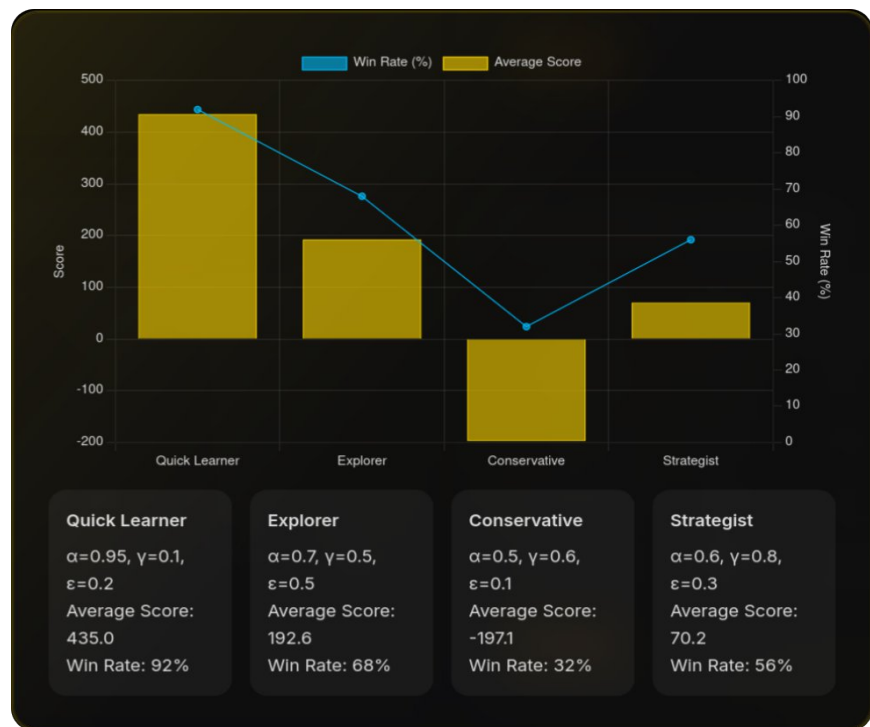 Win Rate (%) Average Score
500 100
90
400
80
300 70
60
200
50
100
40
0 30
20
-100
10
-200 0
Score
Win Rate (%)
Quick Learner Explorer Conservative Strategist
Quick Learner
α=0.95, γ=0.1,
ε=0.2
Average Score:
435.0
Win Rate: 92%
Explorer
α=0.7, γ=0.5,
ε=0.5
Average Score:
192.6
Win Rate: 68%
Conservative
α=0.5, γ=0.6,
ε=0.1
Average Score:
-197.1
Win Rate: 32%
Strategist
α=0.6, γ=0.8,
ε=0.3
Average Score:
70.2
Win Rate: 56%